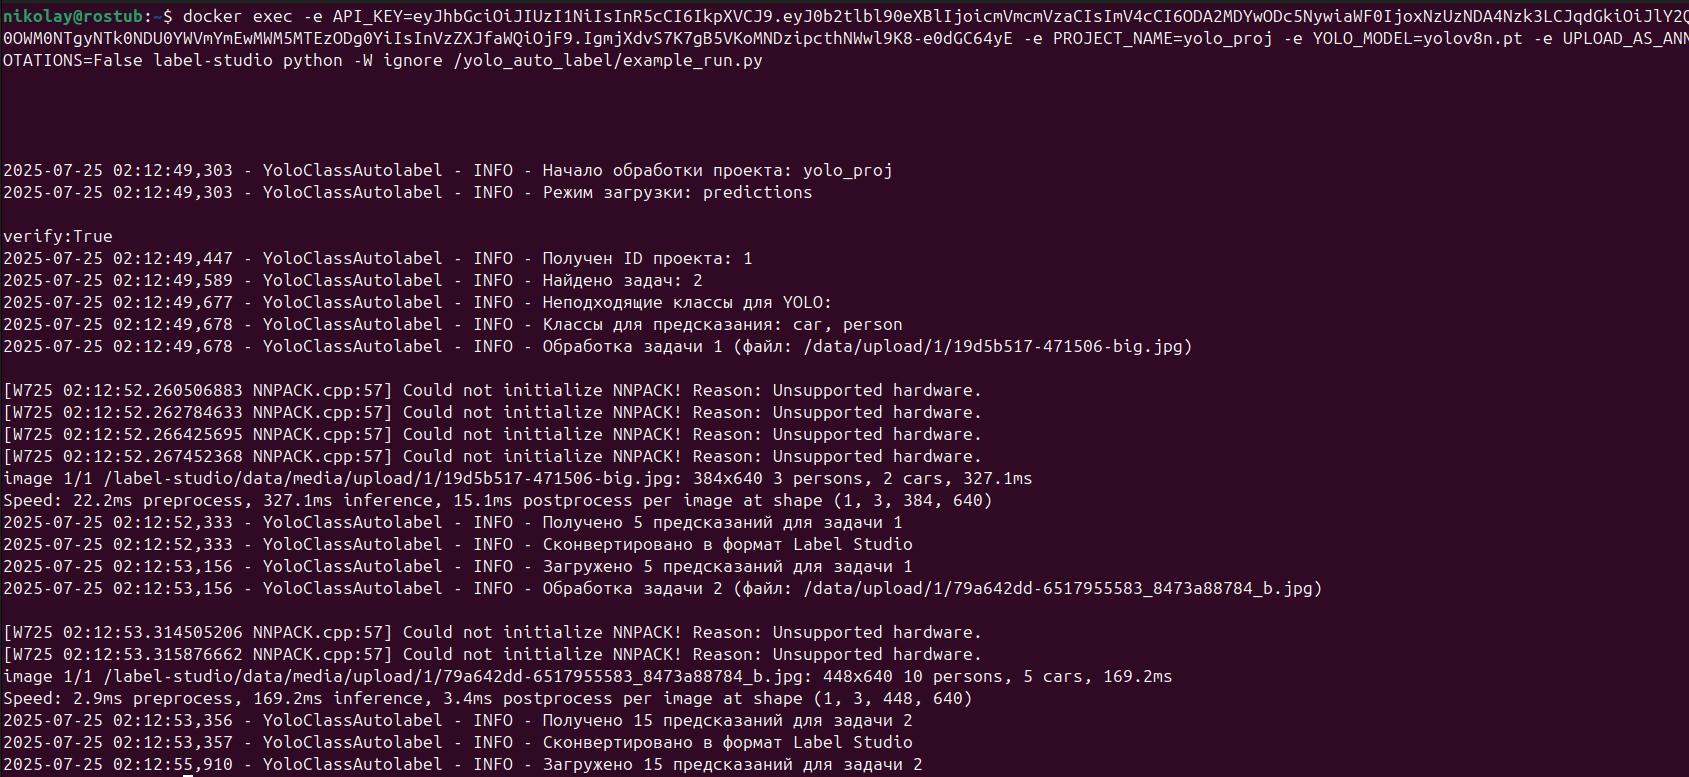 nikolay@rostub:~$ docker exec -e API_KEY=eyJhbGciOiJIUzI1NiIsInR5cCI6IkpXVCJ9.eyJ0b2tlbl90eXBlIjoicmVmcmVzaCIsImV4cCI6ODA2MDYwODc5NywiaWF0IjoxNzUzNDA4Nzk3LCJqdGkiOiJlY2Q
0OWM0NTgyNTk0NDU0YWVmYmEwMWM5MTEzODg0YiIsInVzZXJfaWQiOjF9.IgmjXdvS7K7gB5VKoMNDzipcthNWwl9K8-e0dGC64yE -e PROJECT_NAME=yolo_proj -e YOLO_MODEL=yolov8n.pt -e UPLOAD_AS_ANN
OTATIONS=False label-studio python -W ignore /yolo_auto_label/example_run.py
2025-07-25 02:12:49,303 - YoloClassAutolabel - INFO - Начало обработки проекта: yolo_proj
2025-07-25 02:12:49,303 - YoloClassAutolabel - INFO - Режим загрузки: predictions
verify:True
2025-07-25 02:12:49,447 - YoloClassAutolabel - INFO - Получен ID проекта: 1
2025-07-25 02:12:49,589 - YoloClassAutolabel - INFO - Найдено задач: 2
2025-07-25 02:12:49,677 - YoloClassAutolabel - INFO - Неподходящие классы для YOLO:
2025-07-25 02:12:49,678 - YoloClassAutolabel - INFO - Классы для предсказания: car, person
2025-07-25 02:12:49,678 - YoloClassAutolabel - INFO - Обработка задачи 1 (файл: /data/upload/1/19d5b517-471506-big.jpg)
[W725 02:12:52.260506883 NNPACK.cpp:57] Could not initialize NNPACK! Reason: Unsupported hardware.
[W725 02:12:52.262784633 NNPACK.cpp:57] Could not initialize NNPACK! Reason: Unsupported hardware.
[W725 02:12:52.266425695 NNPACK.cpp:57] Could not initialize NNPACK! Reason: Unsupported hardware.
[W725 02:12:52.267452368 NNPACK.cpp:57] Could not initialize NNPACK! Reason: Unsupported hardware.
image 1/1 /label-studio/data/media/upload/1/19d5b517-471506-big.jpg: 384x640 3 persons, 2 cars, 327.1ms
Speed: 22.2ms preprocess, 327.1ms inference, 15.1ms postprocess per image at shape (1, 3, 384, 640)
2025-07-25 02:12:52,333 - YoloClassAutolabel - INFO - Получено 5 предсказаний для задачи 1
2025-07-25 02:12:52,333 - YoloClassAutolabel - INFO - Сконвертировано в формат Label Studio
2025-07-25 02:12:53,156 - YoloClassAutolabel - INFO - Загружено 5 предсказаний для задачи 1
2025-07-25 02:12:53,156 - YoloClassAutolabel - INFO - Обработка задачи 2 (файл: /data/upload/1/79a642dd-6517955583_8473a88784_b.jpg)
[W725 02:12:53.314505206 NNPACK.cpp:57] Could not initialize NNPACK! Reason: Unsupported hardware.
[W725 02:12:53.315876662 NNPACK.cpp:57] Could not initialize NNPACK! Reason: Unsupported hardware.
image 1/1 /label-studio/data/media/upload/1/79a642dd-6517955583_8473a88784_b.jpg: 448x640 10 persons, 5 cars, 169.2ms
Speed: 2.9ms preprocess, 169.2ms inference, 3.4ms postprocess per image at shape (1, 3, 448, 640)
2025-07-25 02:12:53,356 - YoloClassAutolabel - INFO - Получено 15 предсказаний для задачи 2
2025-07-25 02:12:53,357 - YoloClassAutolabel - INFO - Сконвертировано в формат Label Studio
2025-07-25 02:12:55,910 - YoloClassAutolabel - INFO - Загружено 15 предсказаний для задачи 2